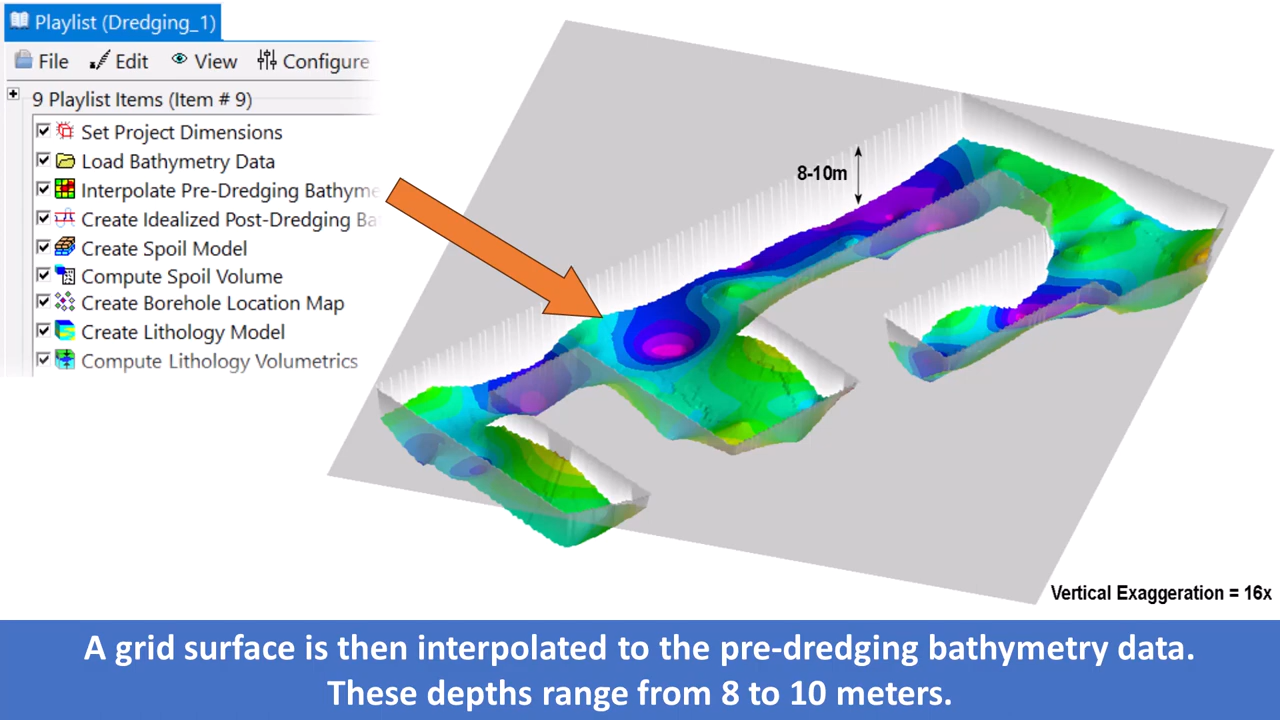 Playlist (Dredging_1)
File Edit View Configure
9 Playlist Items (Item # 9)
Set Project Dimensions
Load Bathymetry Data
Interpolate Pre-Dredging Bathyme
Create Idealized Post-Dredging Ba
Create Spoil Model
Compute Spoil Volume
Create Borehole Location Map
Create Lithology Model
Compute Lithology Volumetrics
8-10m
Vertical Exaggeration = 16x
A grid surface is then interpolated to the pre-dredging bathymetry data.
These depths range from 8 to 10 meters.